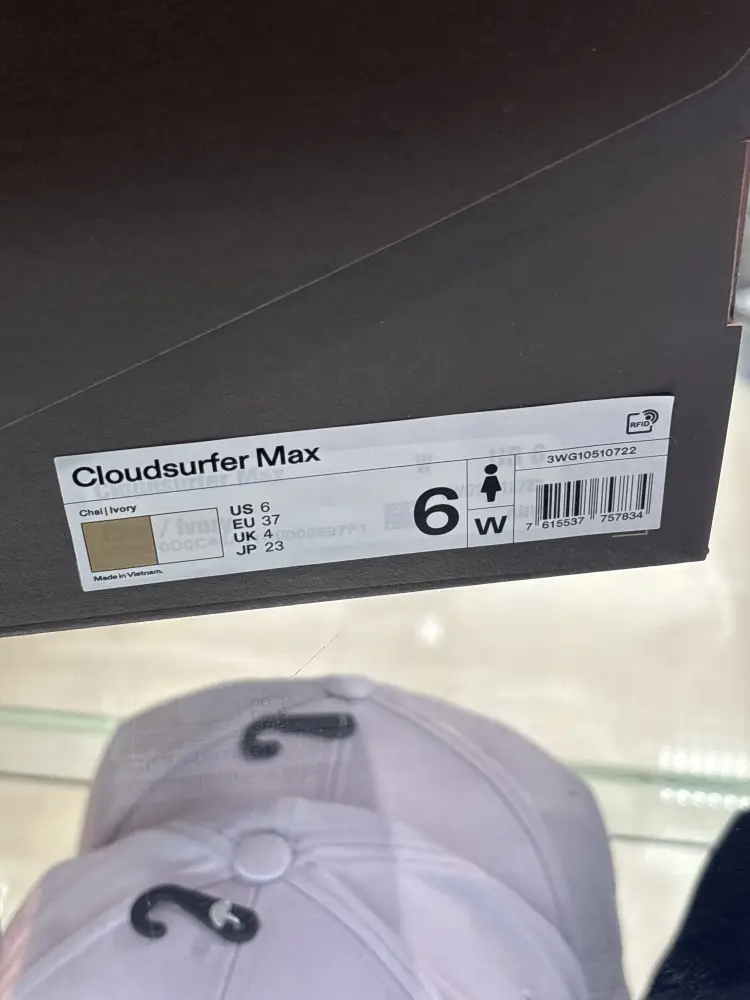 RFID
Cloudsurfer Max
3WG10510722
Chai | Ivory
US 6
EU 37
UK 4
JP 23
6
W
7 615537 757834
Made in Vietnam.